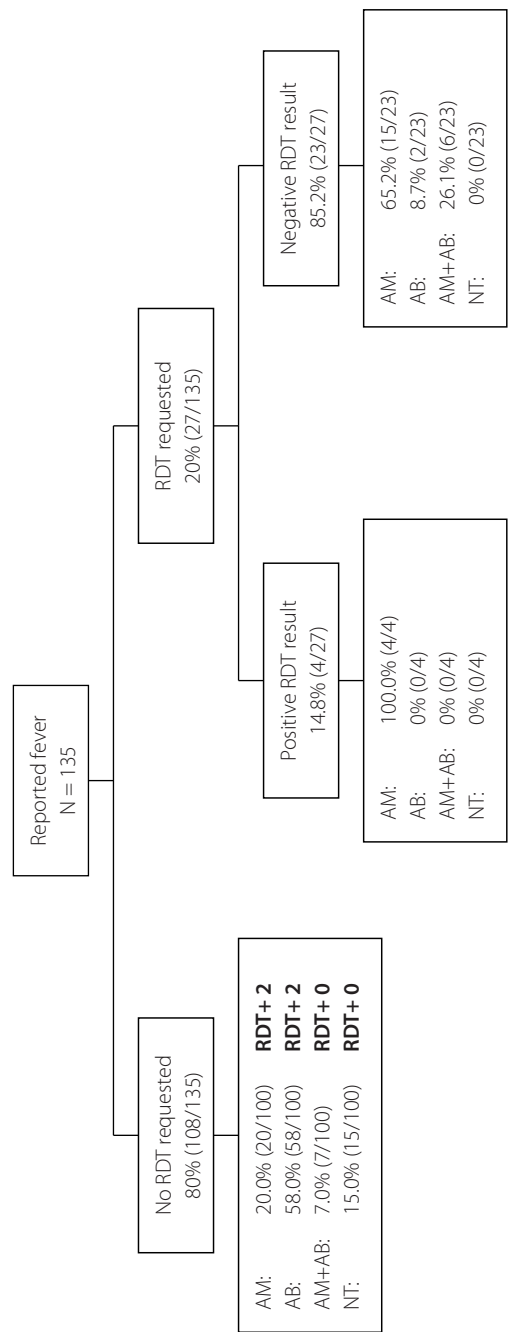 Reported fever
N = 135
No RDT requested
80% (108/135)
RDT requested
20% (27/135)
Positive RDT result
14.8% (4/27)
Negative RDT result
85.2% (23/27)
AM: 20.0% (20/100) RDT+ 2
AB: 58.0% (58/100) RDT+ 2
AM+AB: 7.0% (7/100) RDT+ 0
NT: 15.0% (15/100) RDT+ 0
AM: 100.0% (4/4)
AB: 0% (0/4)
AM+AB: 0% (0/4)
NT: 0% (0/4)
AM: 65.2% (15/23)
AB: 8.7% (2/23)
AM+AB: 26.1% (6/23)
NT: 0% (0/23)